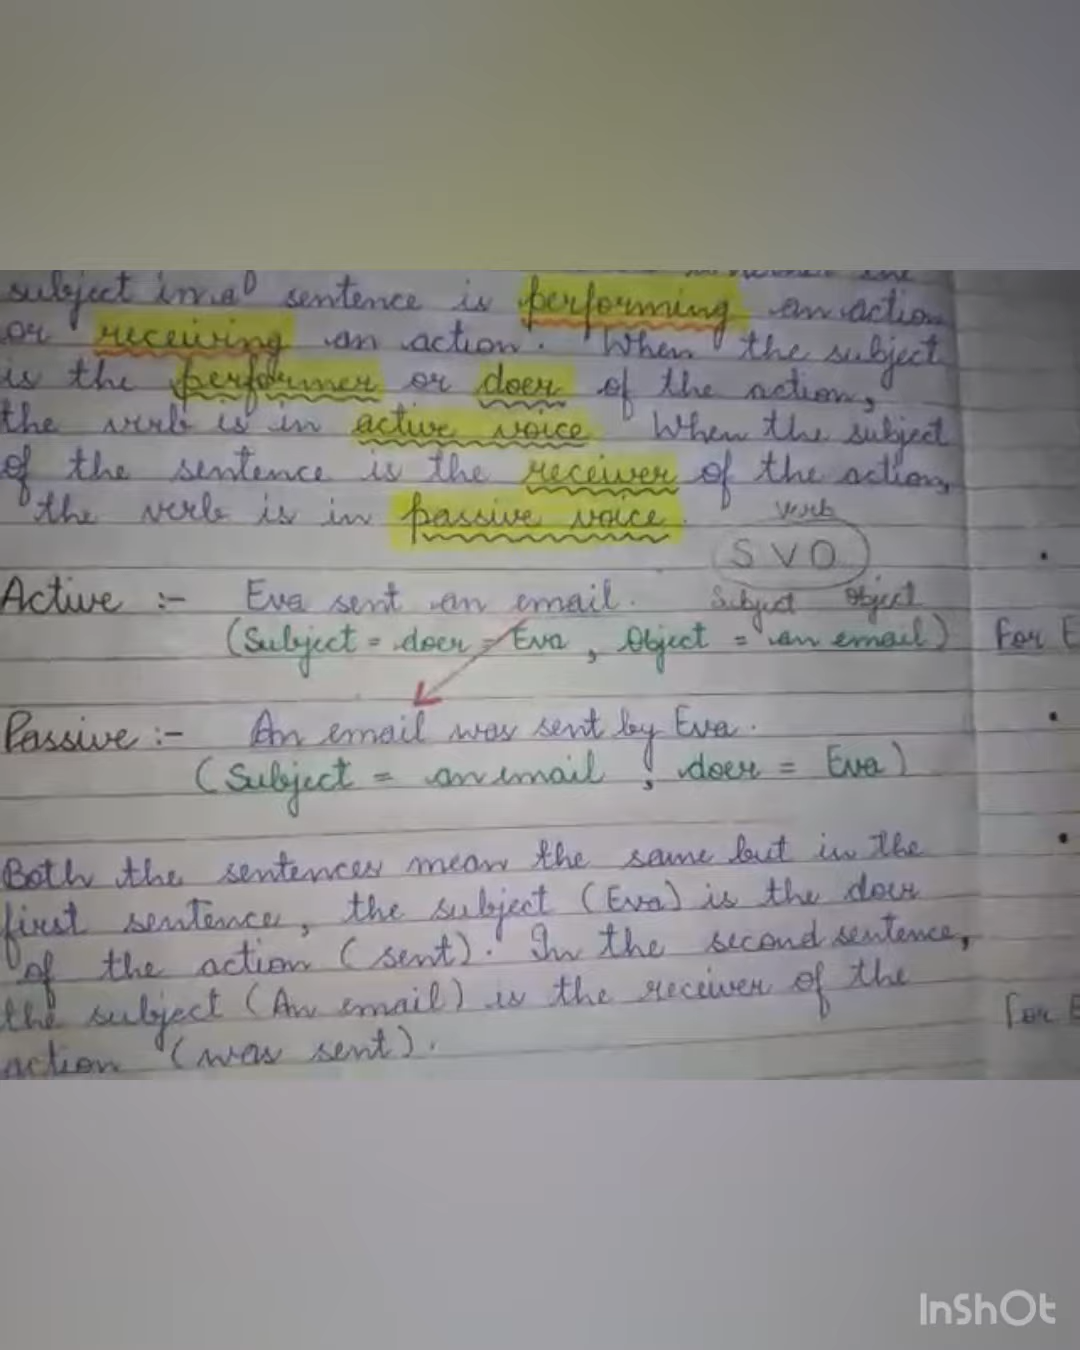 subject in a sentence is performing an action
or receiving an action. When the subject
is the performer or doer of the action,
the verb is in active voice. When the subject
of the sentence is the receiver of the action,
the verb is in passive voice.
verb
S V O
Subject Object
Active :- Eva sent an email.
(Subject = doer = Eva, Object = an email)
For E
Passive :- An email was sent by Eva.
(Subject = an email, doer = Eva)
Both the sentences mean the same but in the
first sentence, the subject (Eva) is the doer
of the action (sent). In the second sentence,
the subject (An email) is the receiver of the
action (was sent).
For E
InShOt